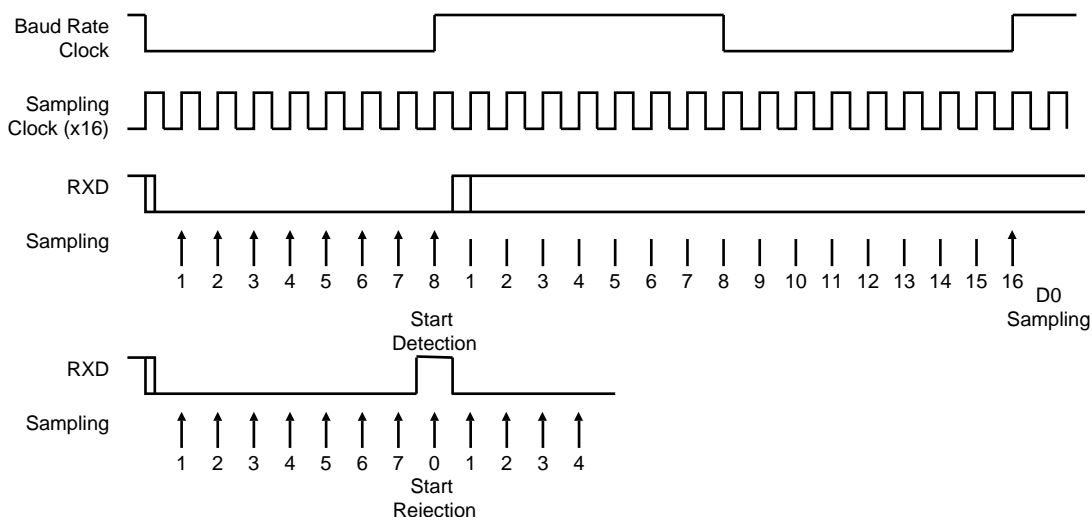 Baud Rate
Clock
Sampling
Clock (x16)
RXD
Sampling
1 2 3 4 5 6 7 8 1 2 3 4 5 6 7 8 9 10 11 12 13 14 15 16
D0
Sampling
Start
Detection
RXD
Sampling
1 2 3 4 5 6 7 0 1 2 3 4
Start
Rejection